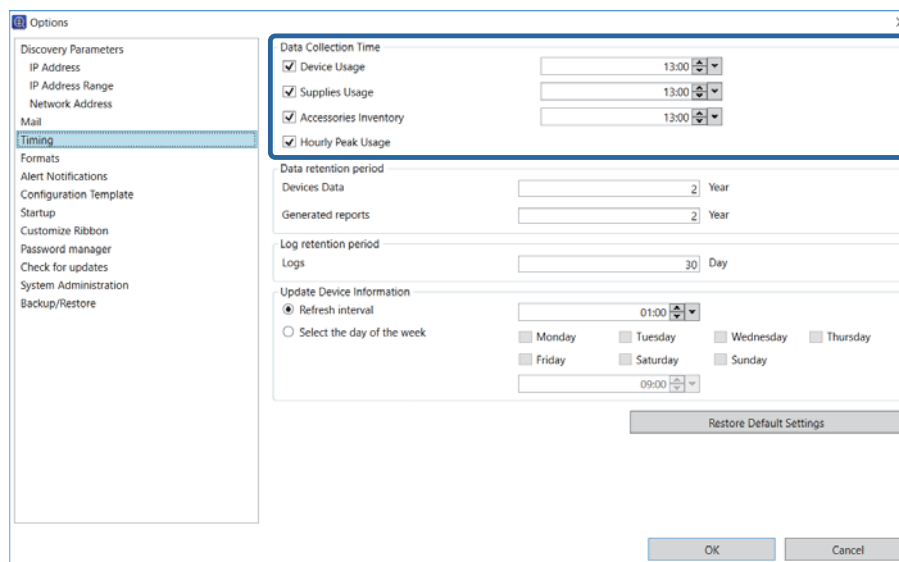 Options
Discovery Parameters
IP Address
IP Address Range
Network Address
Mail
Timing
Formats
Alert Notifications
Configuration Template
Startup
Customize Ribbon
Password manager
Check for updates
System Administration
Backup/Restore
Data Collection Time
Device Usage 13:00
Supplies Usage 13:00
Accessories Inventory 13:00
Hourly Peak Usage
Data retention period
Devices Data 2 Year
Generated reports 2 Year
Log retention period
Logs 30 Day
Update Device Information
Refresh interval 01:00
Select the day of the week
Monday Tuesday Wednesday Thursday
Friday Saturday Sunday
09:00
Restore Default Settings
OK Cancel